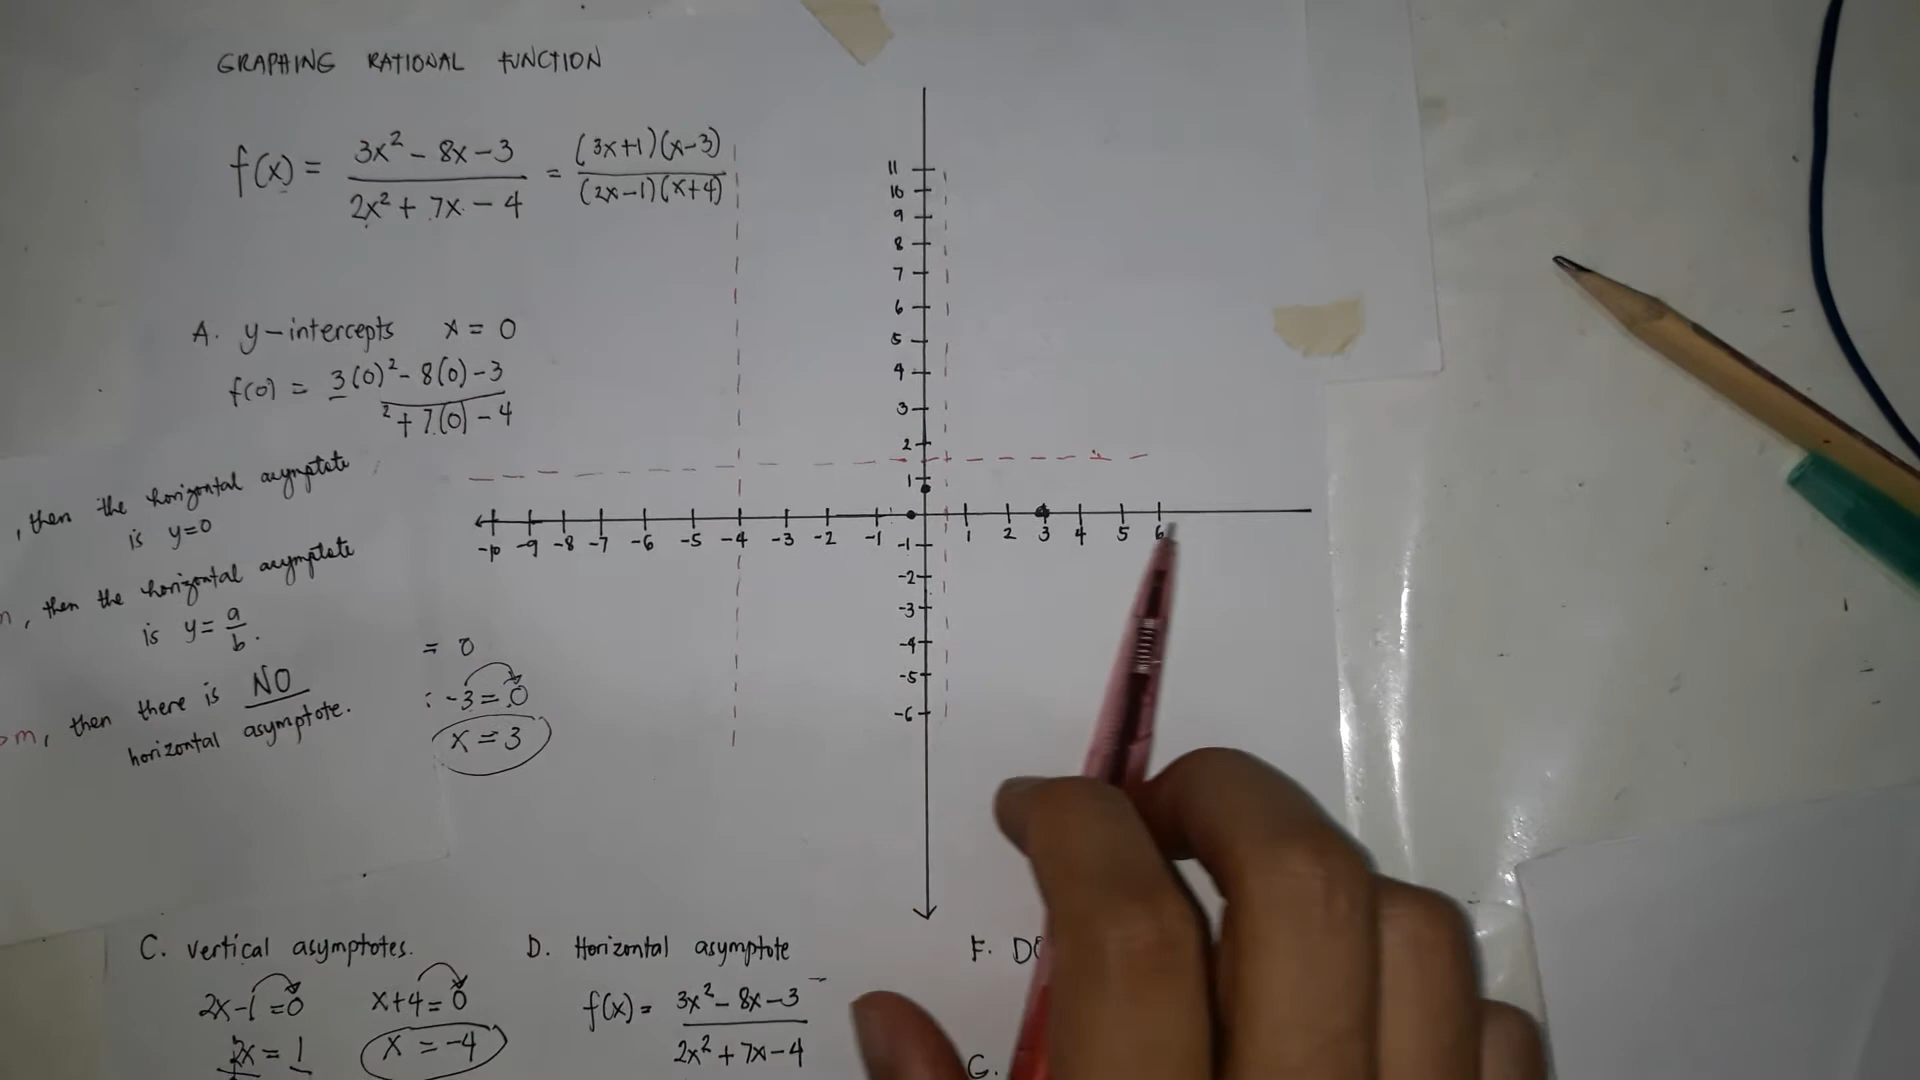 GRAPHING RATIONAL FUNCTION
f(x) = 3x² - 8x - 3 / 2x² + 7x - 4 = (3x+1)(x-3) / (2x-1)(x+4)
A. y-intercepts x = 0
f(0) = 3(0)² - 8(0) - 3
² + 7(0) - 4
, then the horizontal asymptote
is y=0
, then the horizontal asymptote
is y= a/b.
, then there is NO
horizontal asymptote.
= 0
-3 = 0
x = 3
11
10
9
8
7
6
5
4
3
2
1
-10 -9 -8 -7 -6 -5 -4 -3 -2 -1 1 2 3 4 5 6
-1
-2
-3
-4
-5
-6
C. vertical asymptotes.
2x-1 = 0 x+4 = 0
2x = 1 x = -4
D. Horizontal asymptote
f(x) = 3x² - 8x - 3 / 2x² + 7x - 4
F. DO
G.